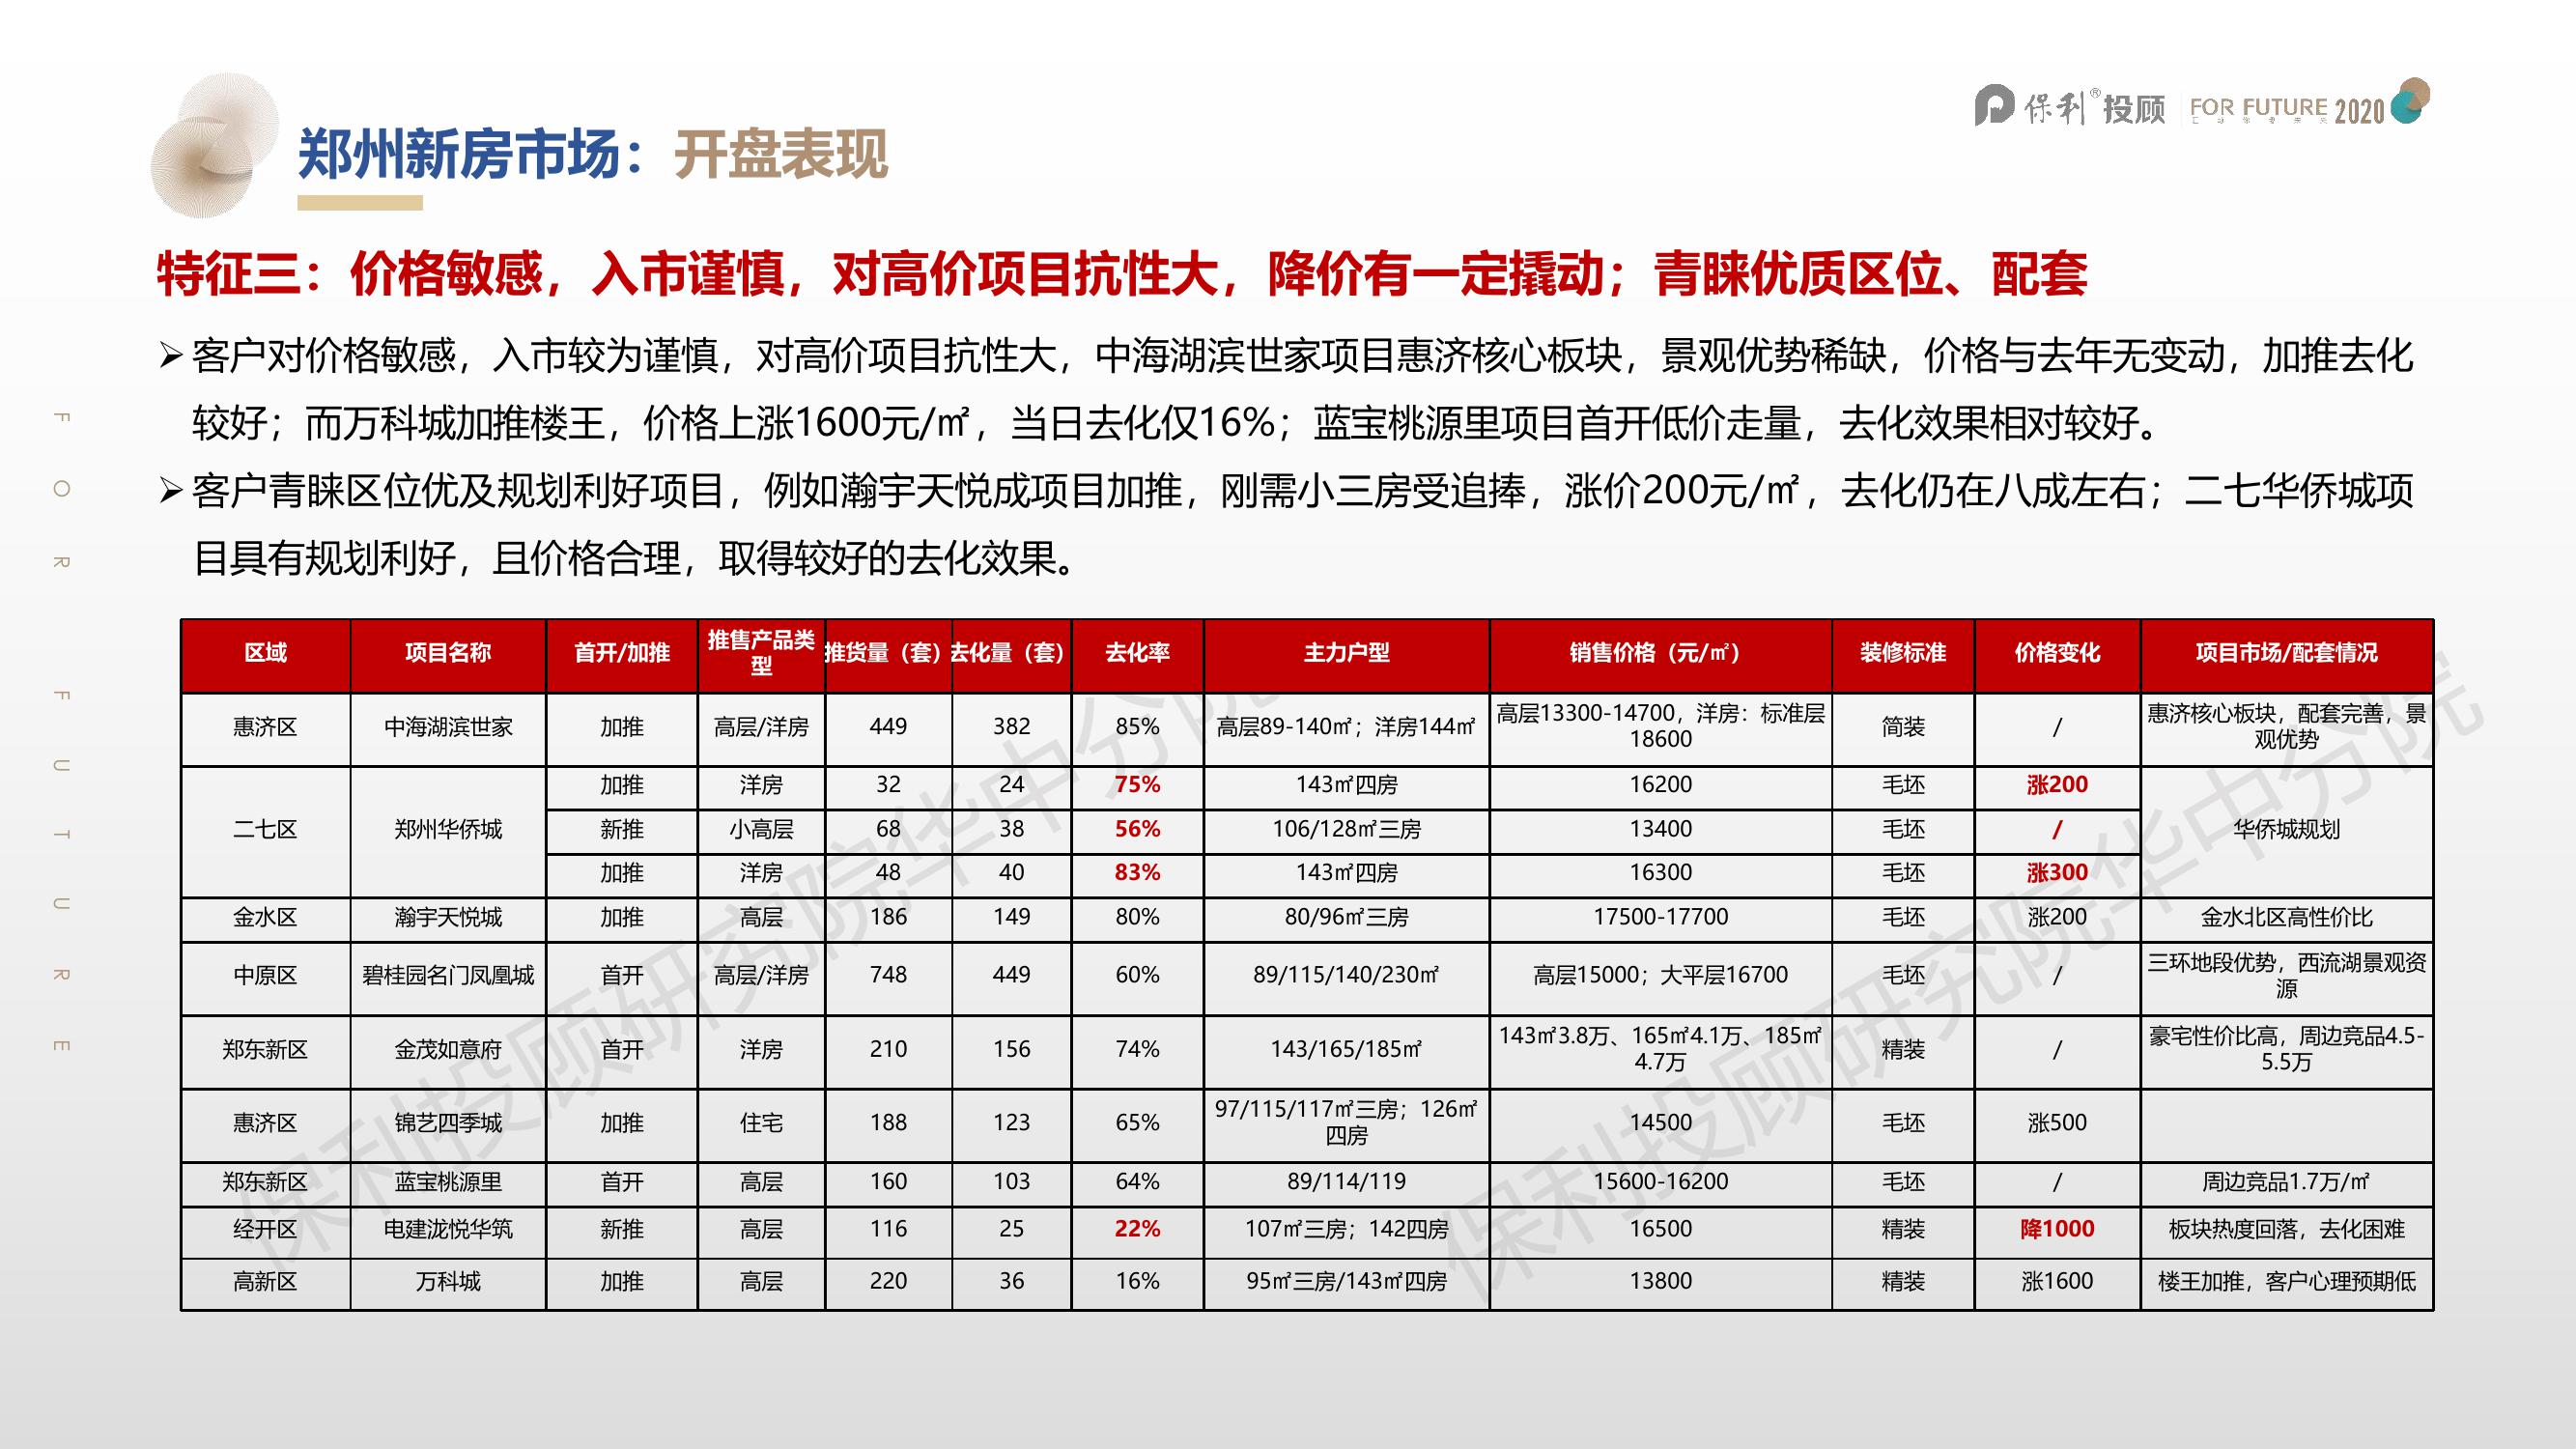 保利®投顾 FOR FUTURE 2020
郑州新房市场：开盘表现
特征三：价格敏感，入市谨慎，对高价项目抗性大，降价有一定撬动；青睐优质区位、配套
➢客户对价格敏感，入市较为谨慎，对高价项目抗性大，中海湖滨世家项目惠济核心板块，景观优势稀缺，价格与去年无变动，加推去化
较好；而万科城加推楼王，价格上涨1600元/㎡，当日去化仅16%；蓝宝桃源里项目首开低价走量，去化效果相对较好。
➢客户青睐区位优及规划利好项目，例如瀚宇天悦成项目加推，刚需小三房受追捧，涨价200元/㎡，去化仍在八成左右；二七华侨城项
目具有规划利好，且价格合理，取得较好的去化效果。
FOR FUTURE
区域 项目名称 首开/加推 推售产品类型 推货量（套） 去化量（套） 去化率 主力户型 销售价格（元/㎡） 装修标准 价格变化 项目市场/配套情况
惠济区 中海湖滨世家 加推 高层/洋房 449 382 85% 高层89-140㎡；洋房144㎡ 高层13300-14700，洋房：标准层18600 简装 / 惠济核心板块，配套完善，景观优势
二七区 郑州华侨城 加推 洋房 32 24 75% 143㎡四房 16200 毛坯 涨200 华侨城规划
新推 小高层 68 38 56% 106/128㎡三房 13400 毛坯 /
加推 洋房 48 40 83% 143㎡四房 16300 毛坯 涨300
金水区 瀚宇天悦城 加推 高层 186 149 80% 80/96㎡三房 17500-17700 毛坯 涨200 金水北区高性价比
中原区 碧桂园名门凤凰城 首开 高层/洋房 748 449 60% 89/115/140/230㎡ 高层15000；大平层16700 毛坯 / 三环地段优势，西流湖景观资源
郑东新区 金茂如意府 首开 洋房 210 156 74% 143/165/185㎡ 143㎡3.8万、165㎡4.1万、185㎡4.7万 精装 / 豪宅性价比高，周边竞品4.5-5.5万
惠济区 锦艺四季城 加推 住宅 188 123 65% 97/115/117㎡三房；126㎡四房 14500 毛坯 涨500
郑东新区 蓝宝桃源里 首开 高层 160 103 64% 89/114/119 15600-16200 毛坯 / 周边竞品1.7万/㎡
经开区 电建泷悦华筑 新推 高层 116 25 22% 107㎡三房；142四房 16500 精装 降1000 板块热度回落，去化困难
高新区 万科城 加推 高层 220 36 16% 95㎡三房/143㎡四房 13800 精装 涨1600 楼王加推，客户心理预期低
保利投顾研究院华中分院
保利投顾研究院华中分院